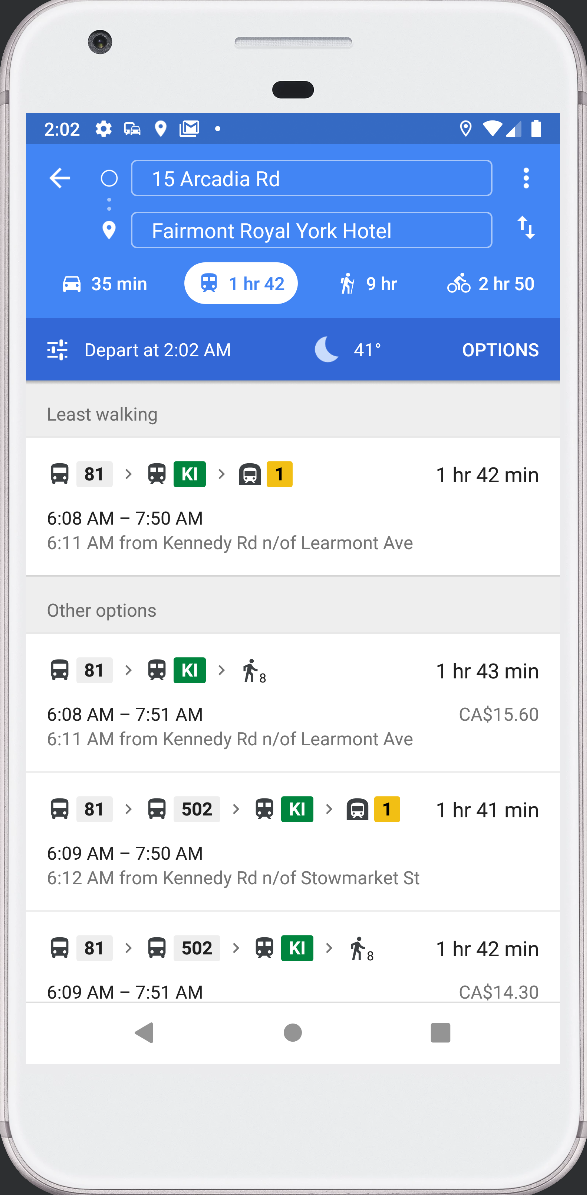 2:02
15 Arcadia Rd
Fairmont Royal York Hotel
35 min 1 hr 42 9 hr 2 hr 50
Depart at 2:02 AM 41° OPTIONS
Least walking
81 > KI > 1 1 hr 42 min
6:08 AM – 7:50 AM
6:11 AM from Kennedy Rd n/of Learmont Ave
Other options
81 > KI > 8 1 hr 43 min
6:08 AM – 7:51 AM CA$15.60
6:11 AM from Kennedy Rd n/of Learmont Ave
81 > 502 > KI > 1 1 hr 41 min
6:09 AM – 7:50 AM
6:12 AM from Kennedy Rd n/of Stowmarket St
81 > 502 > KI > 8 1 hr 42 min
6:09 AM – 7:51 AM CA$14.30